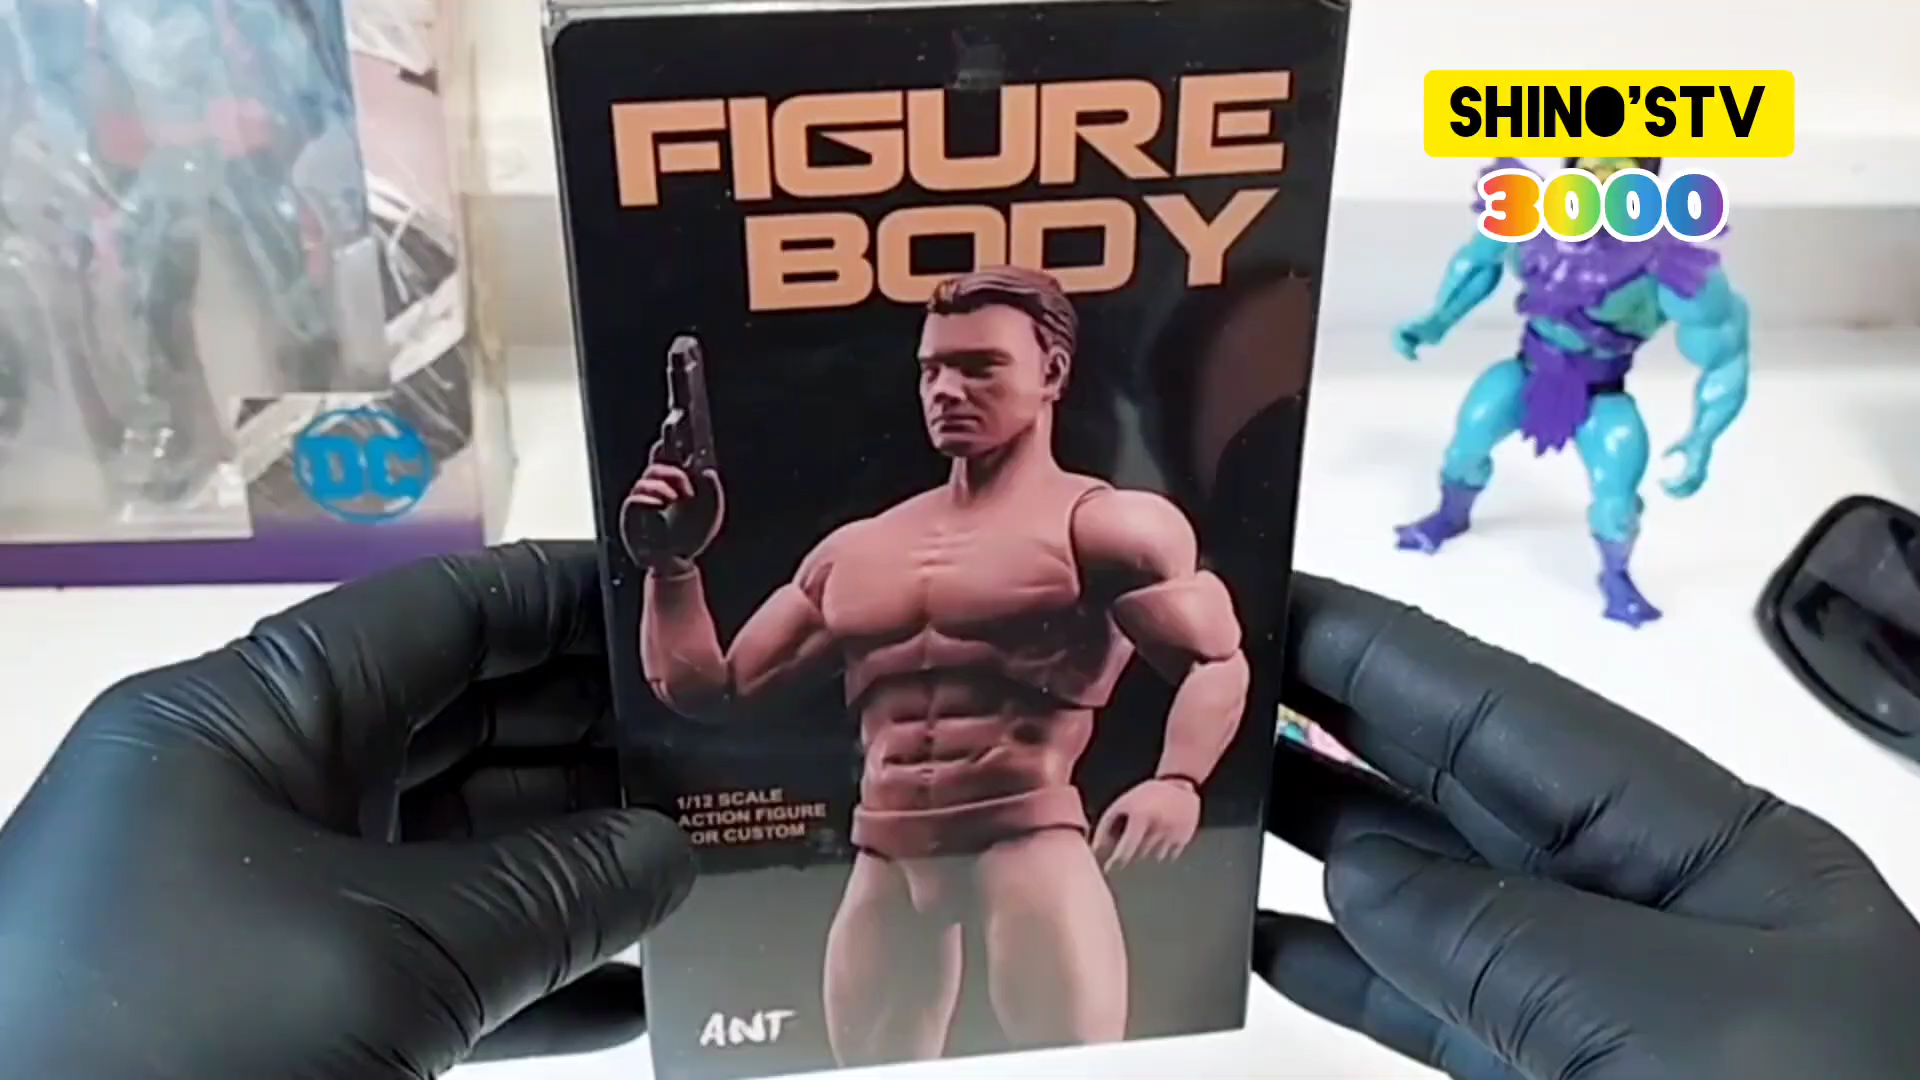 SHINO'STV
3000
FIGURE
BODY
DC
1/12 SCALE
ACTION FIGURE
OR CUSTOM
ANT